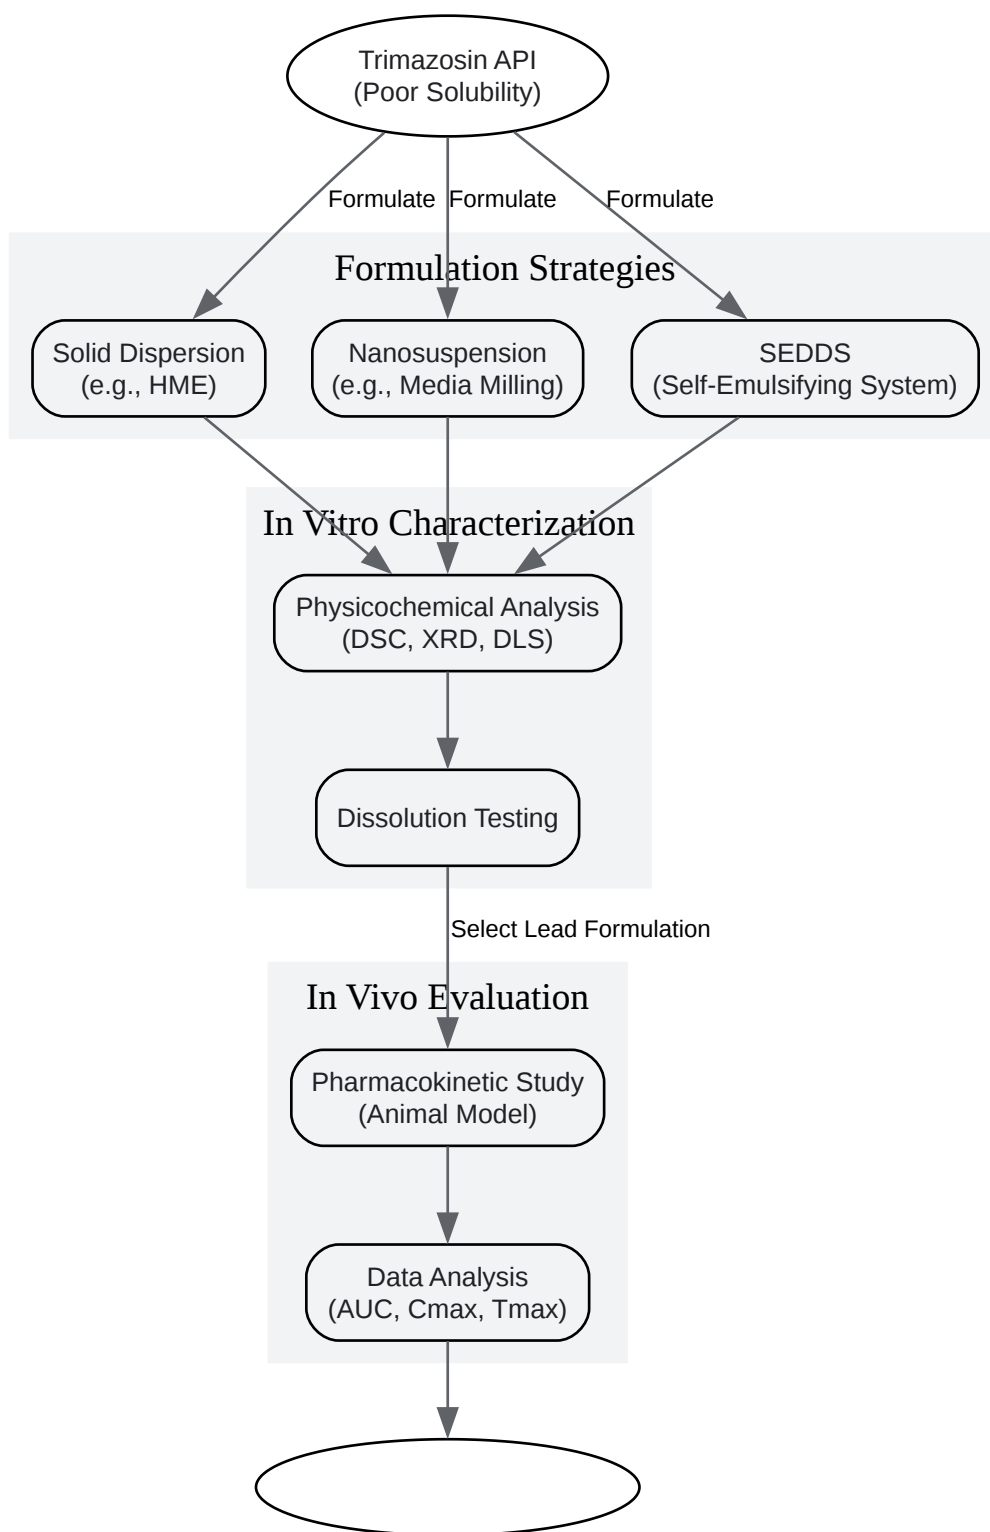 Trimazosin API
(Poor Solubility)
Formulate
Formulate
Formulate
Formulation Strategies
Solid Dispersion
(e.g., HME)
Nanosuspension
(e.g., Media Milling)
SEDDS
(Self-Emulsifying System)
In Vitro Characterization
Physicochemical Analysis
(DSC, XRD, DLS)
Dissolution Testing
Select Lead Formulation
In Vivo Evaluation
Pharmacokinetic Study
(Animal Model)
Data Analysis
(AUC, Cmax, Tmax)